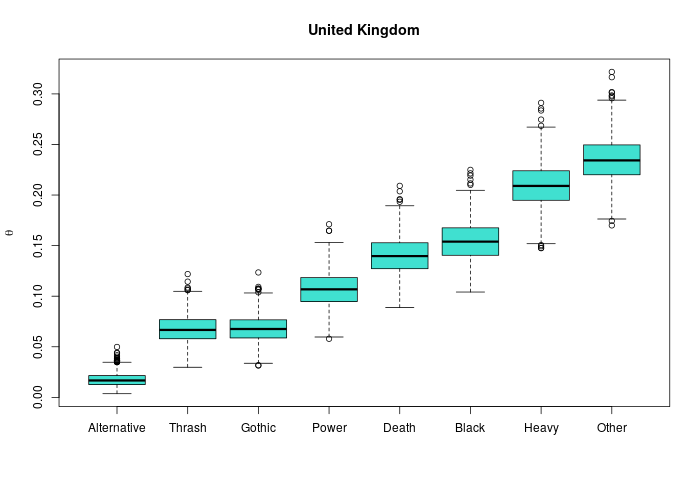 United Kingdom
0.30
0.25
0.20
0.15
0.10
0.05
0.00
θ
Alternative Thrash Gothic Power Death Black Heavy Other